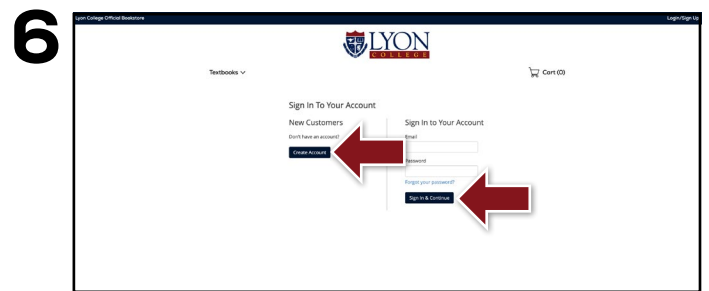 6
Lyon College Official Bookstore
Login/Sign Up
LYON
COLLEGE
Textbooks
Cart (0)
Sign In To Your Account
New Customers
Don't have an account?
Create Account
Sign In to Your Account
Email
Password
Forgot your password?
Sign In & Continue